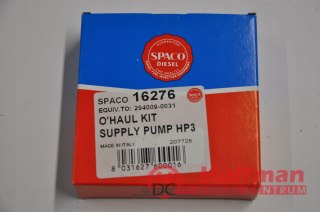 SPACO
DIESEL
SPACO 16276
EQUIV.TO: 294009-0031
O'HAUL KIT
SUPPLY PUMP HP3
MADE IN ITALY 207725
8 031627 600016
DC